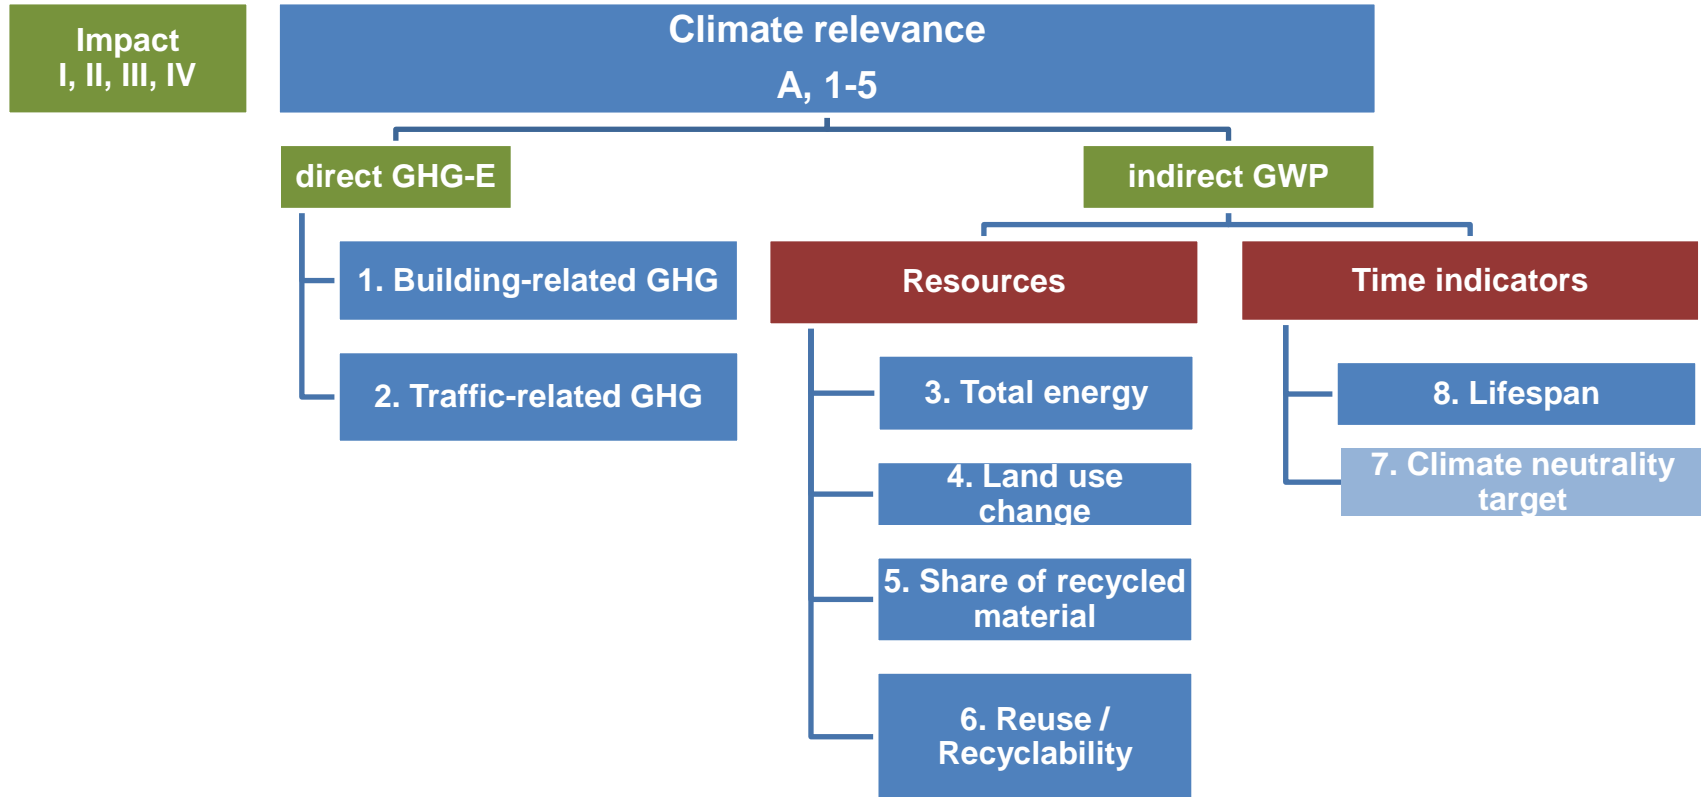 Impact
I, II, III, IV
Climate relevance
A, 1-5
direct GHG-E
indirect GWP
1. Building-related GHG
2. Traffic-related GHG
Resources
3. Total energy
4. Land use
change
5. Share of recycled
material
6. Reuse /
Recyclability
Time indicators
8. Lifespan
7. Climate neutrality
target